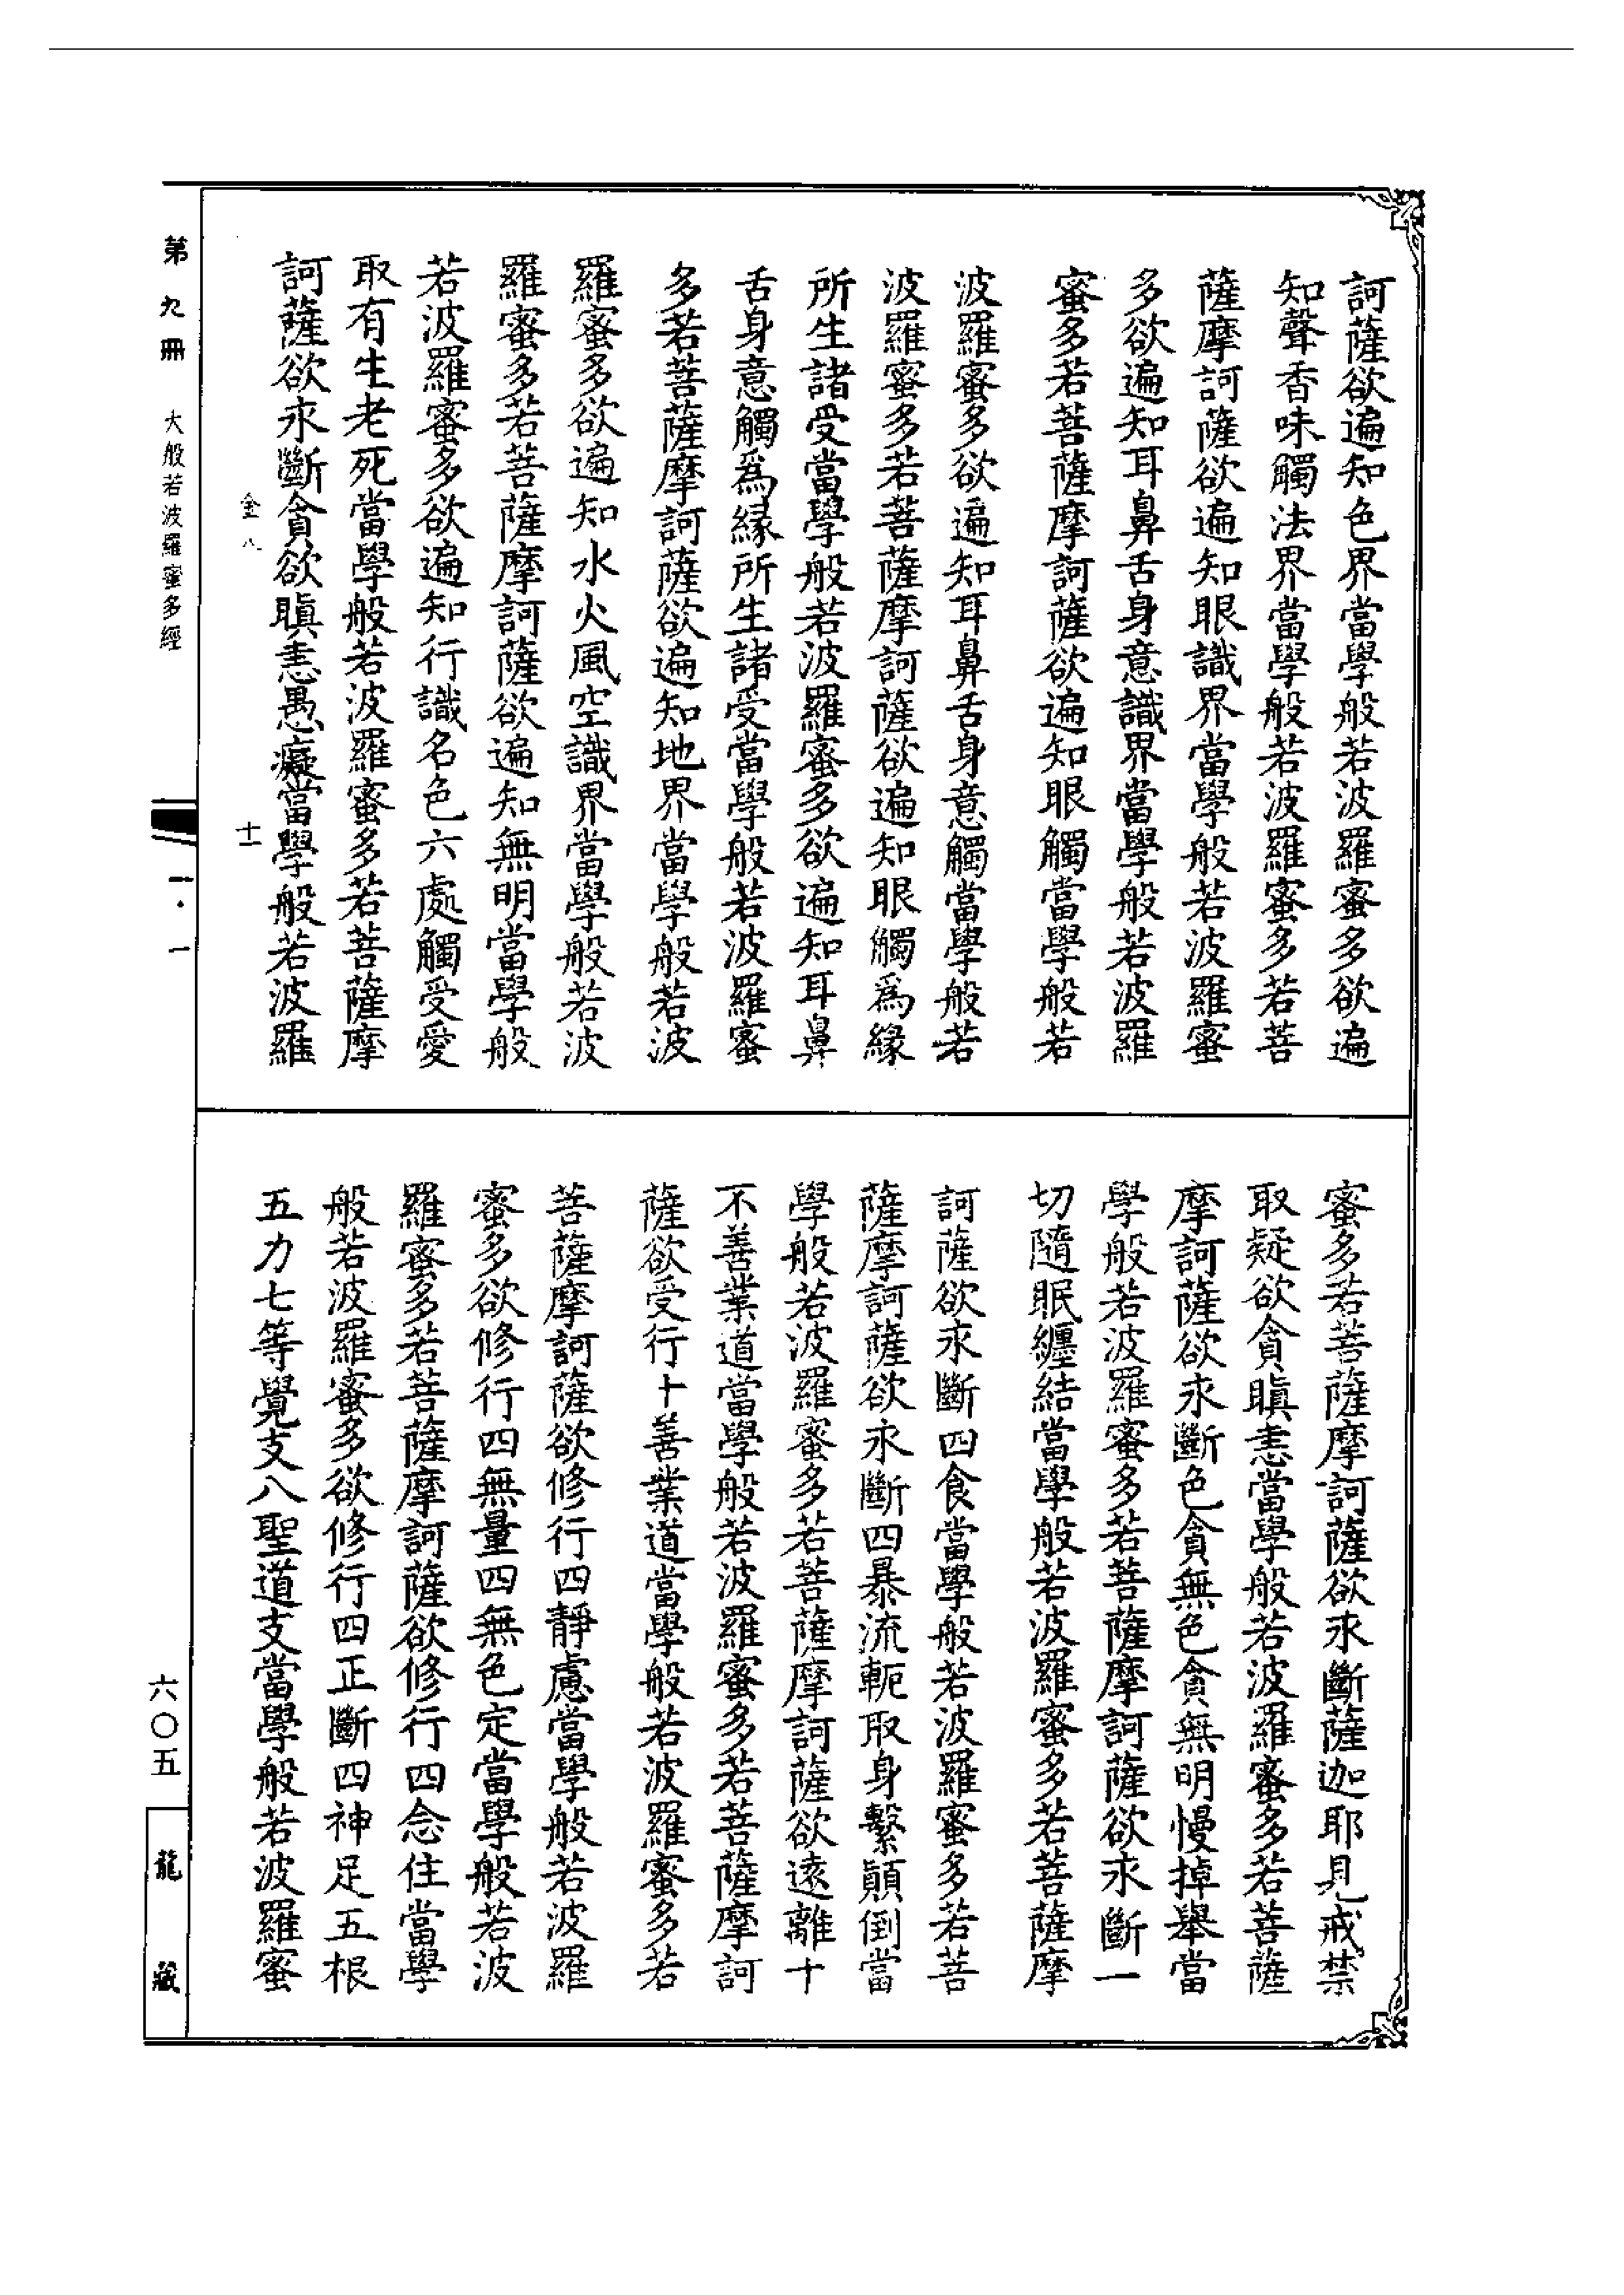 訶薩欲遍知色界當學般若波羅蜜多欲遍
知聲香味觸法界當學般若波羅蜜多若菩
薩摩訶薩欲遍知眼識界當學般若波羅蜜
多欲遍知耳鼻舌身意識界當學般若波羅
蜜多若菩薩摩訶薩欲遍知眼觸當學般若
波羅蜜多欲遍知耳鼻舌身意觸當學般若
波羅蜜多若菩薩摩訶薩欲遍知眼觸爲緣
所生諸受當學般若波羅蜜多欲遍知耳鼻
舌身意觸爲緣所生諸受當學般若波羅蜜
多若菩薩摩訶薩欲遍知地界當學般若波
羅蜜多欲遍知水火風空識界當學般若波
羅蜜多若菩薩摩訶薩欲遍知無明當學般
若波羅蜜多欲遍知行識名色六處觸受愛
取有生老死當學般若波羅蜜多若菩薩摩
訶薩欲永斷貪欲瞋恚愚癡當學般若波羅
蜜多若菩薩摩訶薩欲永斷薩迦耶見戒禁
取疑欲貪瞋恚當學般若波羅蜜多若菩薩
摩訶薩欲永斷色貪無色貪無明慢掉舉當
學般若波羅蜜多若菩薩摩訶薩欲永斷一
切隨眠纏結當學般若波羅蜜多若菩薩摩
訶薩欲永斷四食當學般若波羅蜜多若菩
薩摩訶薩欲永斷四暴流軛取身繫顛倒當
學般若波羅蜜多若菩薩摩訶薩欲遠離十
不善業道當學般若波羅蜜多若菩薩摩訶
薩欲受行十善業道當學般若波羅蜜多若
菩薩摩訶薩欲修行四靜慮當學般若波羅
蜜多欲修行四無量四無色定當學般若波
羅蜜多若菩薩摩訶薩欲修行四念住當學
般若波羅蜜多欲修行四正斷四神足五根
五力七等覺支八聖道支當學般若波羅蜜
金八 十一
第九冊 大般若波羅蜜多經 一·一 六〇五 龍藏